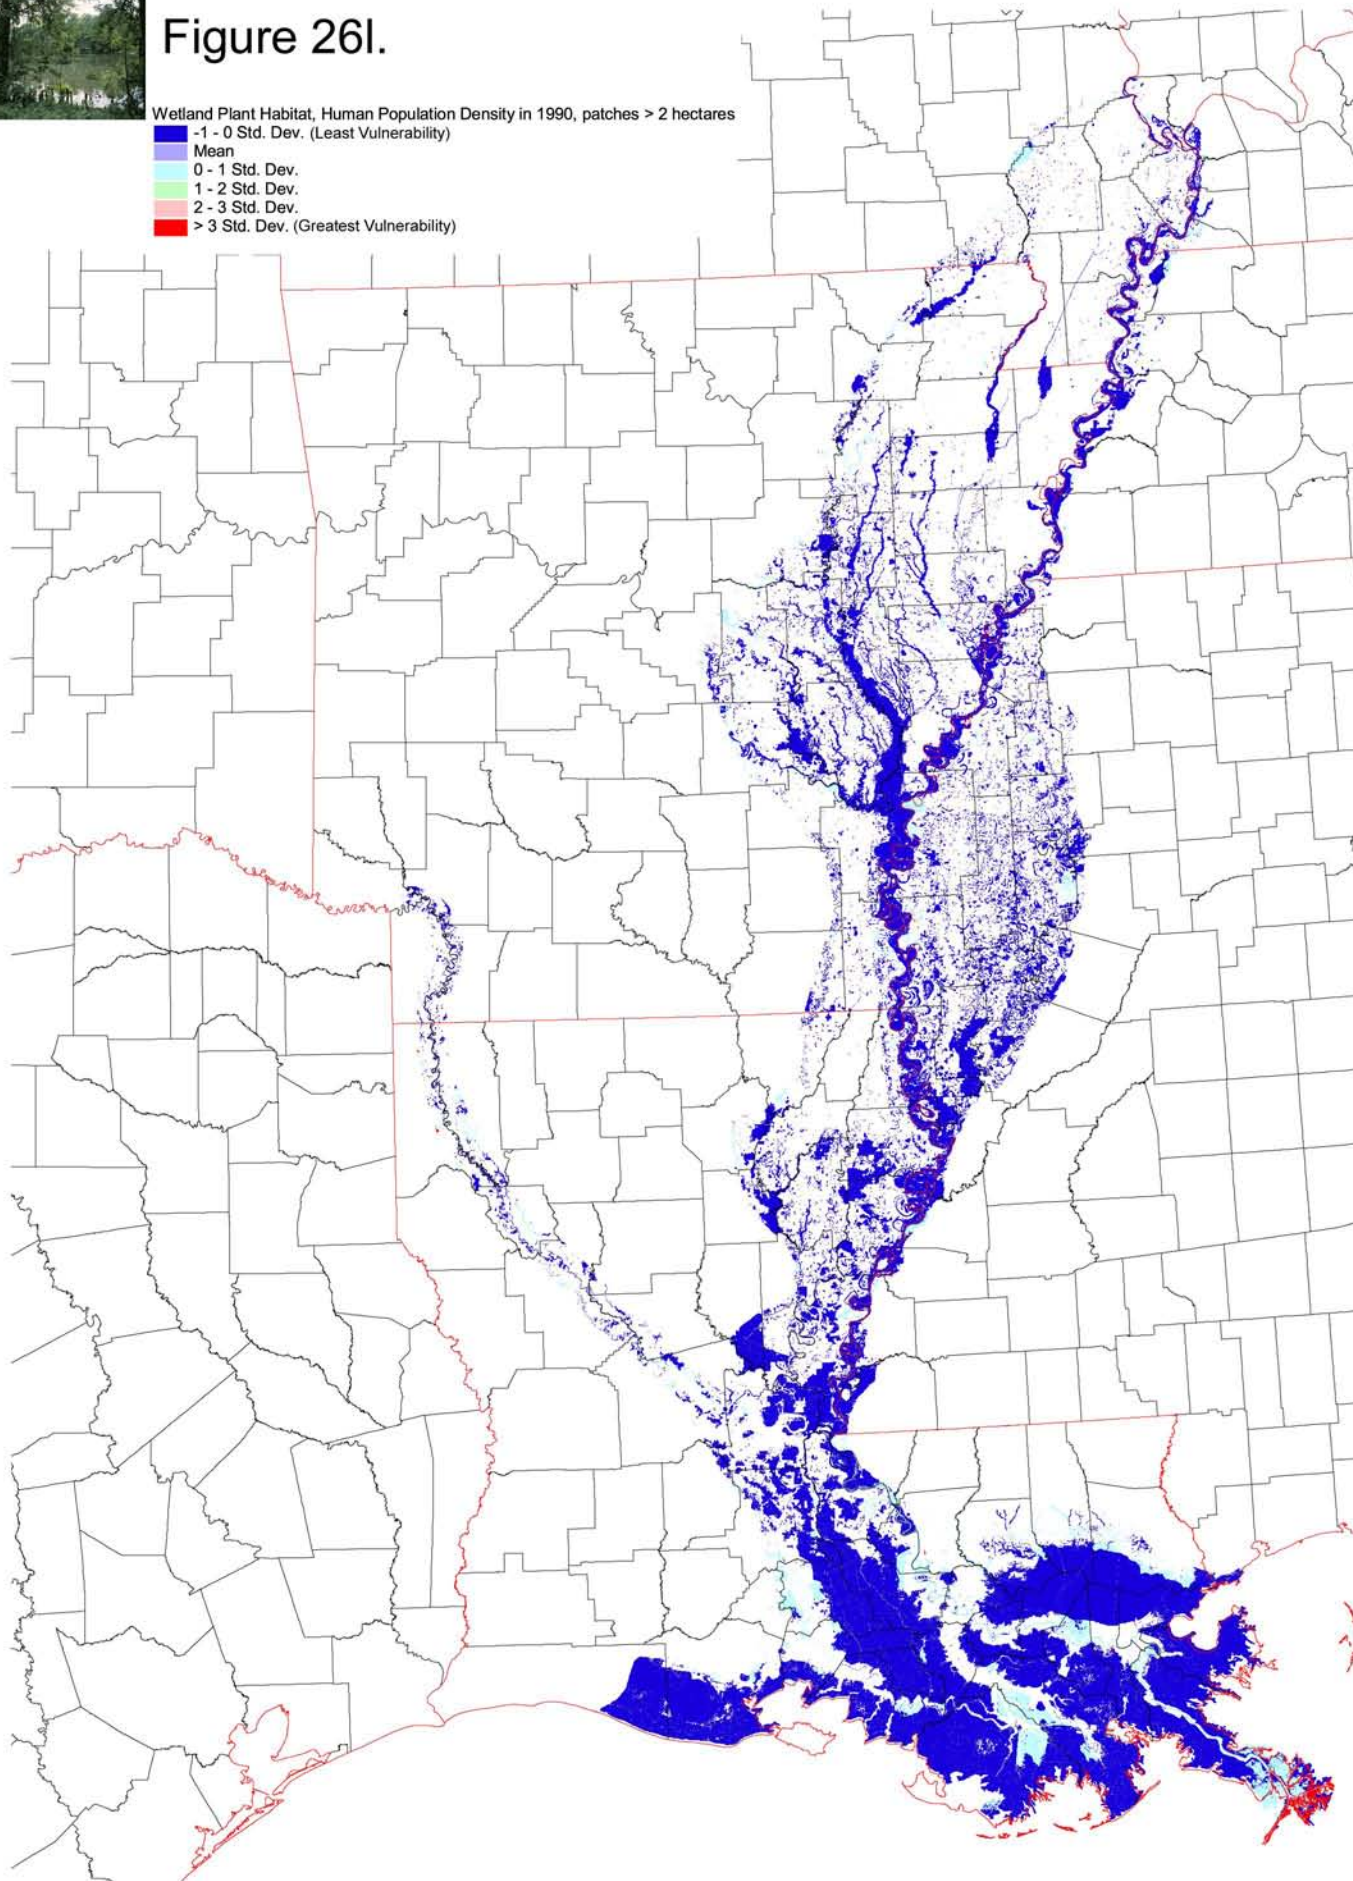 Figure 26l.
Wetland Plant Habitat, Human Population Density in 1990, patches > 2 hectares
-1 - 0 Std. Dev. (Least Vulnerability)
Mean
0 - 1 Std. Dev.
1 - 2 Std. Dev.
2 - 3 Std. Dev.
> 3 Std. Dev. (Greatest Vulnerability)